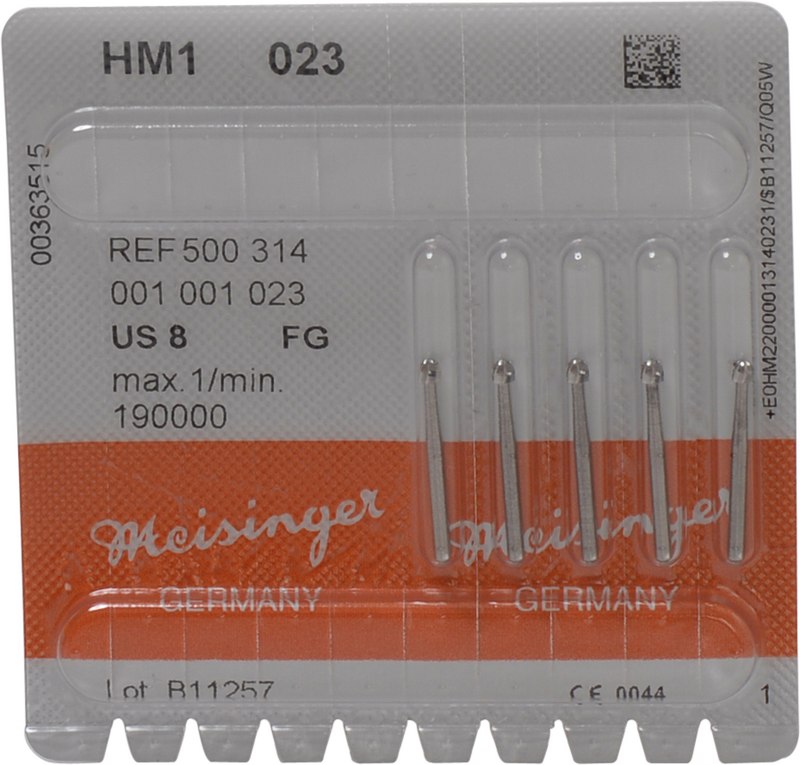 HM1 023
00363515
+E0HM220000013140231/$B11257/Q05W
REF 500 314
001 001 023
US 8 FG
max. 1/min.
190000
Meisinger Meisinger
GERMANY GERMANY
Lot B11257 CE 0044 1